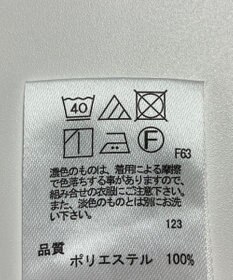 40
F
F63
濃色のものは、着用による摩擦
で色落ちする事がありますので、
組み合せの衣服にご注意下さい。
また、淡色のものとは別にお洗
い下さい。
123
品質
ポリエステル 100%